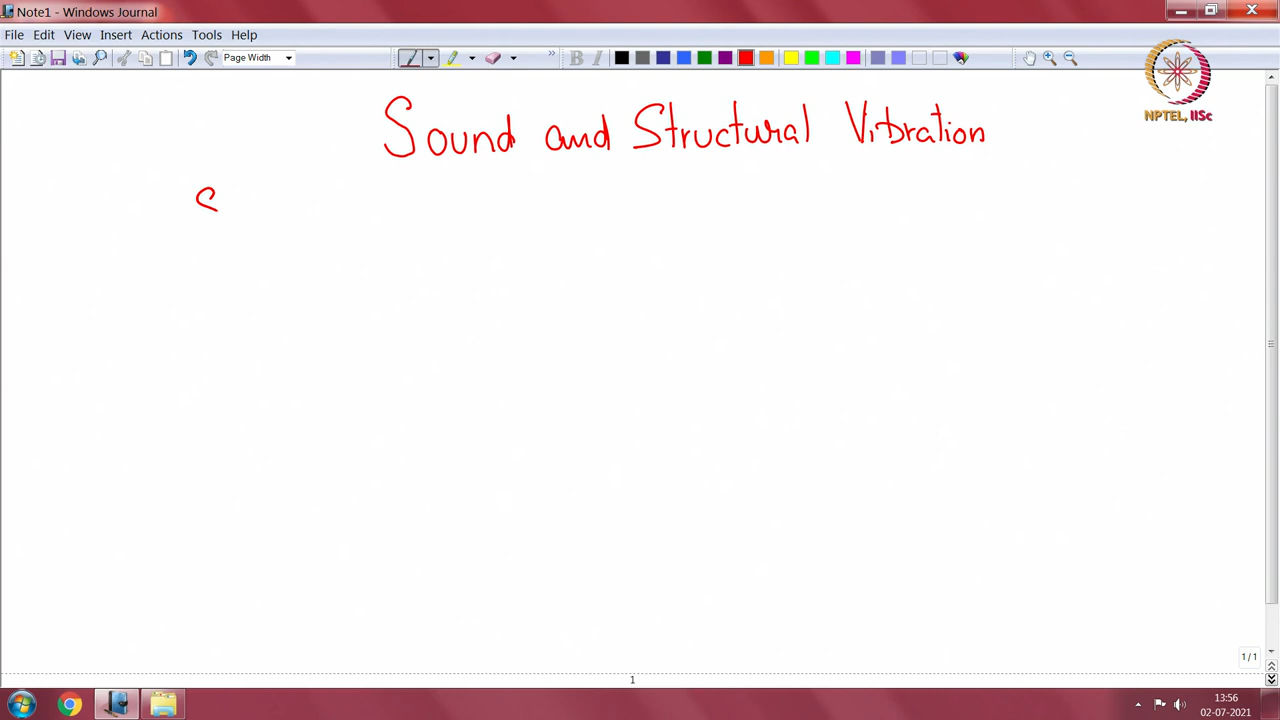 Note1 - Windows Journal
File Edit View Insert Actions Tools Help
Page Width
NPTEL, IISc
Sound and Structural Vibration
1/1
1
13:56
02-07-2021